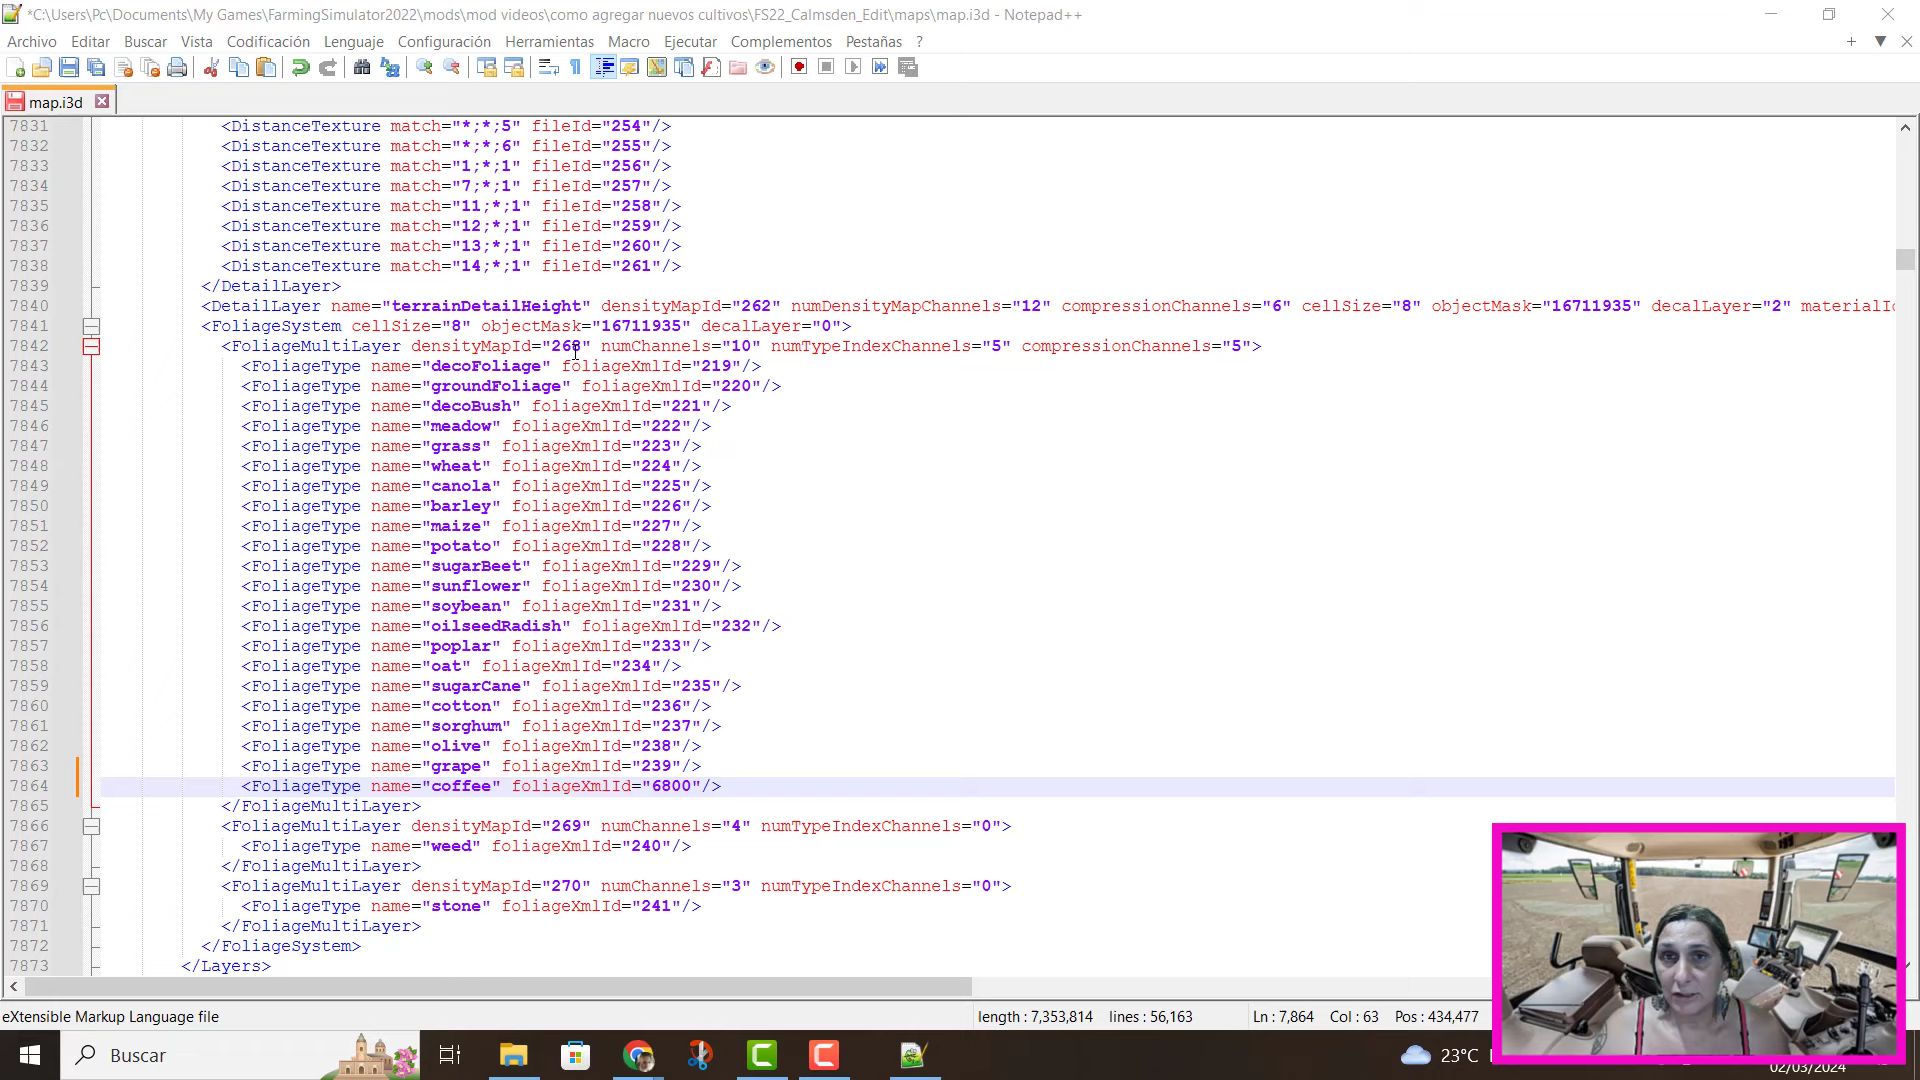 *C:\Users\Pc\Documents\My Games\FarmingSimulator2022\mods\mod videos\como agregar nuevos cultivos\FS22_Calmsden_Edit\maps\map.i3d - Notepad++
Archivo Editar Buscar Vista Codificación Lenguaje Configuración Herramientas Macro Ejecutar Complementos Pestañas ?
map.i3d
7831 <DistanceTexture match="*;*;5" fileId="254"/>
7832 <DistanceTexture match="*;*;6" fileId="255"/>
7833 <DistanceTexture match="1;*;1" fileId="256"/>
7834 <DistanceTexture match="7;*;1" fileId="257"/>
7835 <DistanceTexture match="11;*;1" fileId="258"/>
7836 <DistanceTexture match="12;*;1" fileId="259"/>
7837 <DistanceTexture match="13;*;1" fileId="260"/>
7838 <DistanceTexture match="14;*;1" fileId="261"/>
7839 </DetailLayer>
7840 <DetailLayer name="terrainDetailHeight" densityMapId="262" numDensityMapChannels="12" compressionChannels="6" cellSize="8" objectMask="16711935" decalLayer="2"
7841 <FoliageSystem cellSize="8" objectMask="16711935" decalLayer="0">
7842 <FoliageMultiLayer densityMapId="268" numChannels="10" numTypeIndexChannels="5" compressionChannels="5">
7843 <FoliageType name="decoFoliage" foliageXmlId="219"/>
7844 <FoliageType name="groundFoliage" foliageXmlId="220"/>
7845 <FoliageType name="decoBush" foliageXmlId="221"/>
7846 <FoliageType name="meadow" foliageXmlId="222"/>
7847 <FoliageType name="grass" foliageXmlId="223"/>
7848 <FoliageType name="wheat" foliageXmlId="224"/>
7849 <FoliageType name="canola" foliageXmlId="225"/>
7850 <FoliageType name="barley" foliageXmlId="226"/>
7851 <FoliageType name="maize" foliageXmlId="227"/>
7852 <FoliageType name="potato" foliageXmlId="228"/>
7853 <FoliageType name="sugarBeet" foliageXmlId="229"/>
7854 <FoliageType name="sunflower" foliageXmlId="230"/>
7855 <FoliageType name="soybean" foliageXmlId="231"/>
7856 <FoliageType name="oilseedRadish" foliageXmlId="232"/>
7857 <FoliageType name="poplar" foliageXmlId="233"/>
7858 <FoliageType name="oat" foliageXmlId="234"/>
7859 <FoliageType name="sugarCane" foliageXmlId="235"/>
7860 <FoliageType name="cotton" foliageXmlId="236"/>
7861 <FoliageType name="sorghum" foliageXmlId="237"/>
7862 <FoliageType name="olive" foliageXmlId="238"/>
7863 <FoliageType name="grape" foliageXmlId="239"/>
7864 <FoliageType name="coffee" foliageXmlId="6800"/>
7865 </FoliageMultiLayer>
7866 <FoliageMultiLayer densityMapId="269" numChannels="4" numTypeIndexChannels="0">
7867 <FoliageType name="weed" foliageXmlId="240"/>
7868 </FoliageMultiLayer>
7869 <FoliageMultiLayer densityMapId="270" numChannels="3" numTypeIndexChannels="0">
7870 <FoliageType name="stone" foliageXmlId="241"/>
7871 </FoliageMultiLayer>
7872 </FoliageSystem>
7873 </Layers>
eXtensible Markup Language file length : 7,353,814 lines : 56,163 Ln : 7,864 Col : 63 Pos : 434,477
Buscar 23°C
02/03/2024